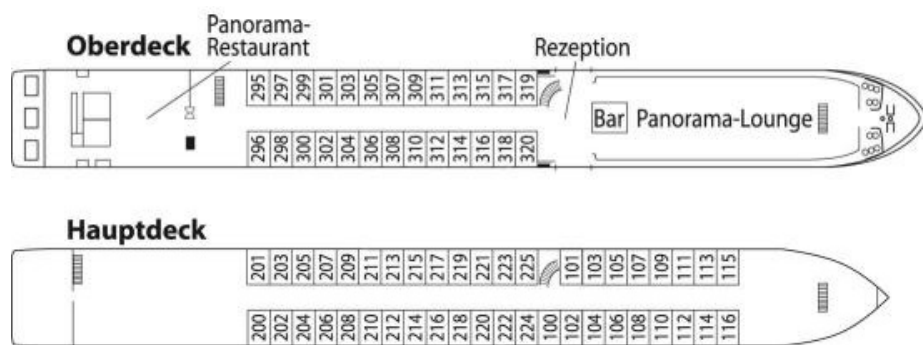 Oberdeck
Panorama-
Restaurant
Rezeption
295 297 299 301 303 305 307 309 311 313 315 317 319
Bar Panorama-Lounge
296 298 300 302 304 306 308 310 312 314 316 318 320
Hauptdeck
201 203 205 207 209 211 213 215 217 219 221 223 225 101 103 105 107 109 111 113 115
200 202 204 206 208 210 212 214 216 218 220 222 224 100 102 104 106 108 110 112 114 116